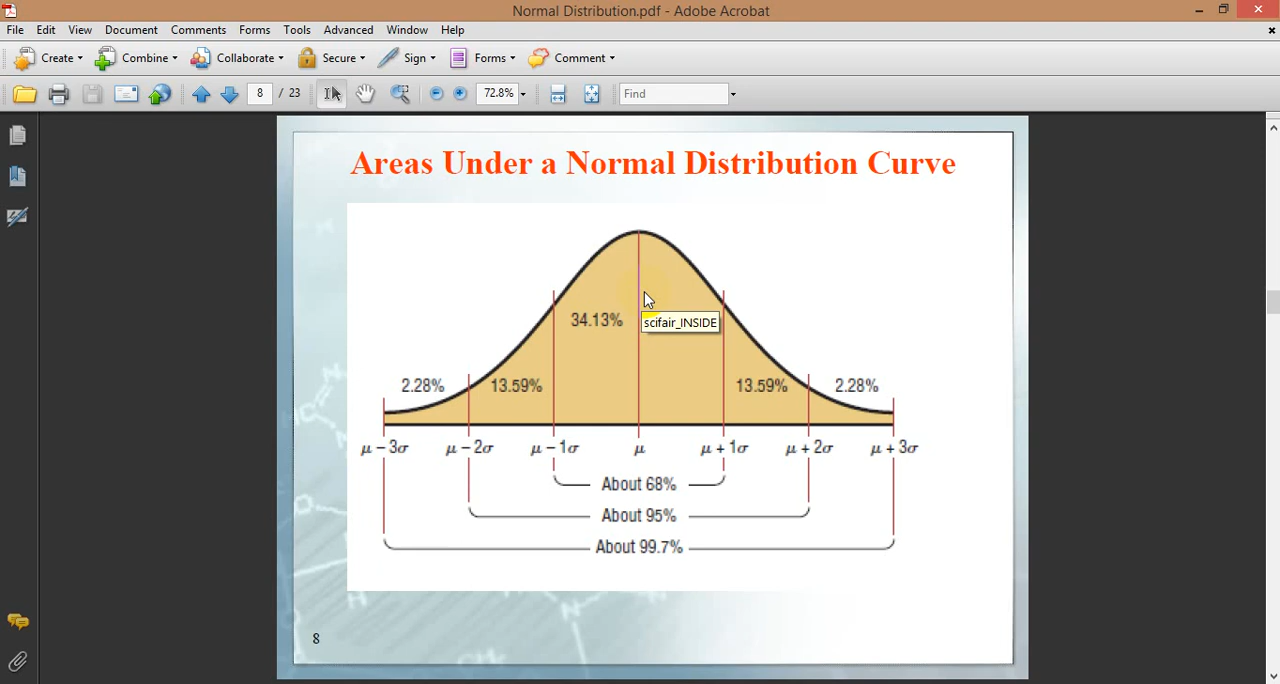 Normal Distribution.pdf - Adobe Acrobat
File Edit View Document Comments Forms Tools Advanced Window Help
Create Combine Collaborate Secure Sign Forms Comment
8 / 23 72.8% Find
Areas Under a Normal Distribution Curve
34.13%
scifair_INSIDE
2.28% 13.59% 13.59% 2.28%
μ − 3σ μ − 2σ μ − 1σ μ μ + 1σ μ + 2σ μ + 3σ
About 68%
About 95%
About 99.7%
8